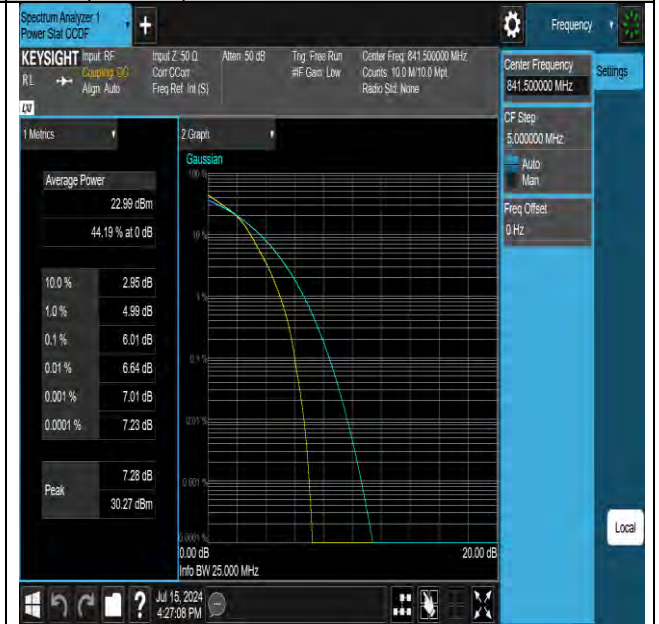 Spectrum Analyzer 1
Power Stat CCDF
+
Frequency
KEYSIGHT
Input: RF
Coupling: DC
Align: Auto
RL
LXI
Input Z: 50 Ω
Corr CCorr
Freq Ref: Int (S)
Atten: 50 dB
Trig: Free Run
#IF Gain: Low
Center Freq: 841.500000 MHz
Counts: 10.0 M/10.0 Mpt
Radio Std: None
Center Frequency
841.500000 MHz
Settings
CF Step
5.000000 MHz
Auto
Man
Freq Offset
0 Hz
1 Metrics
Average Power
22.99 dBm
44.19 % at 0 dB
10.0 % 2.95 dB
1.0 % 4.99 dB
0.1 % 6.01 dB
0.01 % 6.64 dB
0.001 % 7.01 dB
0.0001 % 7.23 dB
Peak
7.28 dB
30.27 dBm
2 Graph
Gaussian
100 %
10 %
1 %
0.1 %
0.01 %
0.001 %
0.0001 %
0.00 dB
20.00 dB
Info BW 25.000 MHz
Local
?
Jul 15, 2024
4:27:08 PM